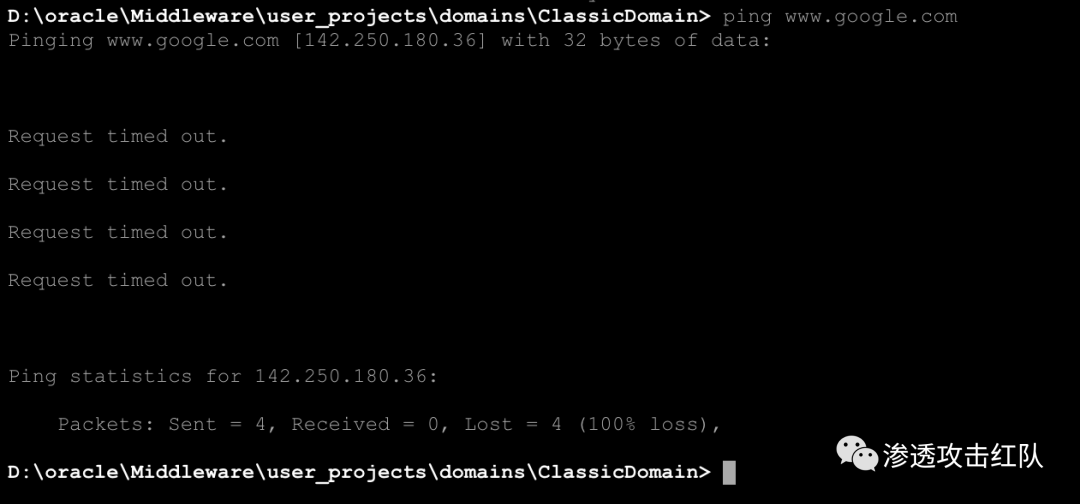 D:\oracle\Middleware\user_projects\domains\ClassicDomain> ping www.google.com
Pinging www.google.com [142.250.180.36] with 32 bytes of data:
Request timed out.
Request timed out.
Request timed out.
Request timed out.
Ping statistics for 142.250.180.36:
Packets: Sent = 4, Received = 0, Lost = 4 (100% loss),
D:\oracle\Middleware\user_projects\domains\ClassicDomain>
渗透攻击红队